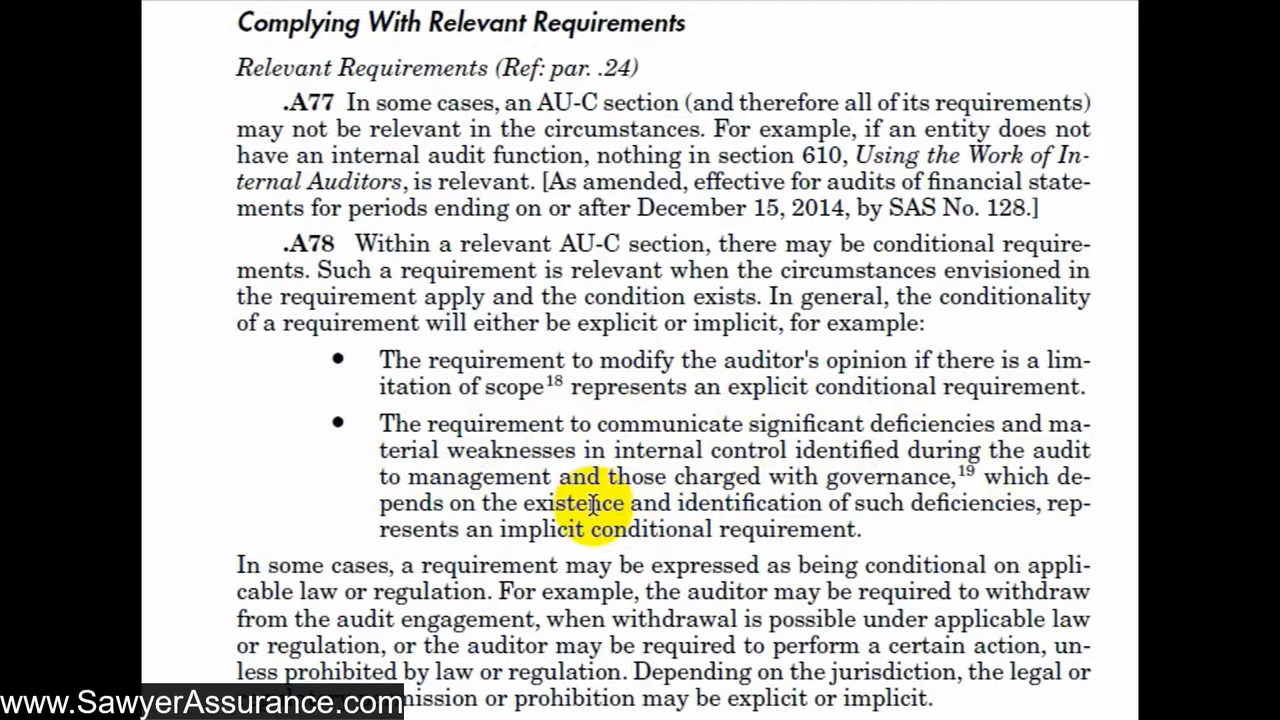 Complying With Relevant Requirements
Relevant Requirements (Ref: par. .24)
.A77 In some cases, an AU-C section (and therefore all of its requirements)
may not be relevant in the circumstances. For example, if an entity does not
have an internal audit function, nothing in section 610, Using the Work of In-
ternal Auditors, is relevant. [As amended, effective for audits of financial state-
ments for periods ending on or after December 15, 2014, by SAS No. 128.]
.A78 Within a relevant AU-C section, there may be conditional require-
ments. Such a requirement is relevant when the circumstances envisioned in
the requirement apply and the condition exists. In general, the conditionality
of a requirement will either be explicit or implicit, for example:
• The requirement to modify the auditor's opinion if there is a lim-
itation of scope18 represents an explicit conditional requirement.
• The requirement to communicate significant deficiencies and ma-
terial weaknesses in internal control identified during the audit
to management and those charged with governance,19 which de-
pends on the existence and identification of such deficiencies, rep-
resents an implicit conditional requirement.
In some cases, a requirement may be expressed as being conditional on appli-
cable law or regulation. For example, the auditor may be required to withdraw
from the audit engagement, when withdrawal is possible under applicable law
or regulation, or the auditor may be required to perform a certain action, un-
less prohibited by law or regulation. Depending on the jurisdiction, the legal or
mission or prohibition may be explicit or implicit.
www.SawyerAssurance.com